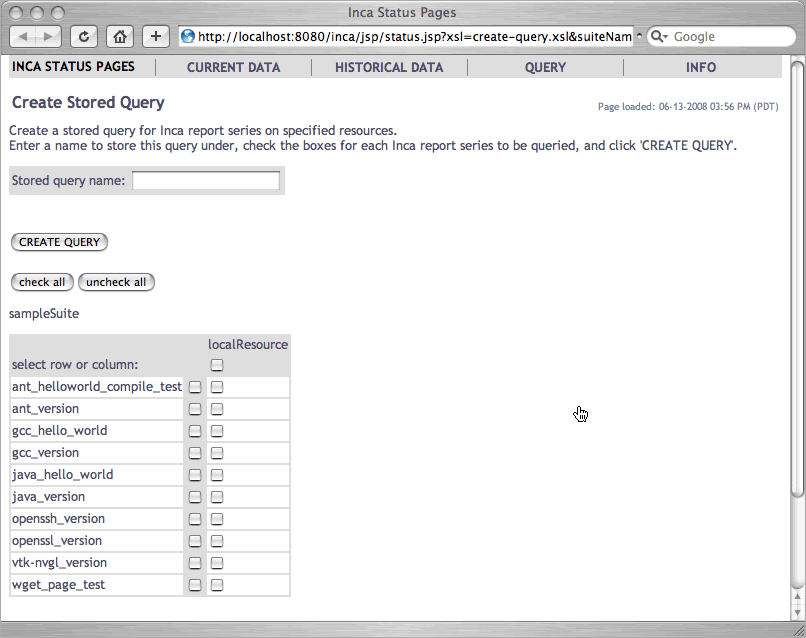 Inca Status Pages
http://localhost:8080/inca/jsp/status.jsp?xsl=create-query.xsl&suiteNam
Google
INCA STATUS PAGES CURRENT DATA HISTORICAL DATA QUERY INFO
Create Stored Query
Page loaded: 06-13-2008 03:56 PM (PDT)
Create a stored query for Inca report series on specified resources.
Enter a name to store this query under, check the boxes for each Inca report series to be queried, and click 'CREATE QUERY'.
Stored query name:
CREATE QUERY
check all uncheck all
sampleSuite
localResource
select row or column:
ant_helloworld_compile_test
ant_version
gcc_hello_world
gcc_version
java_hello_world
java_version
openssh_version
openssl_version
vtk-nvgl_version
wget_page_test